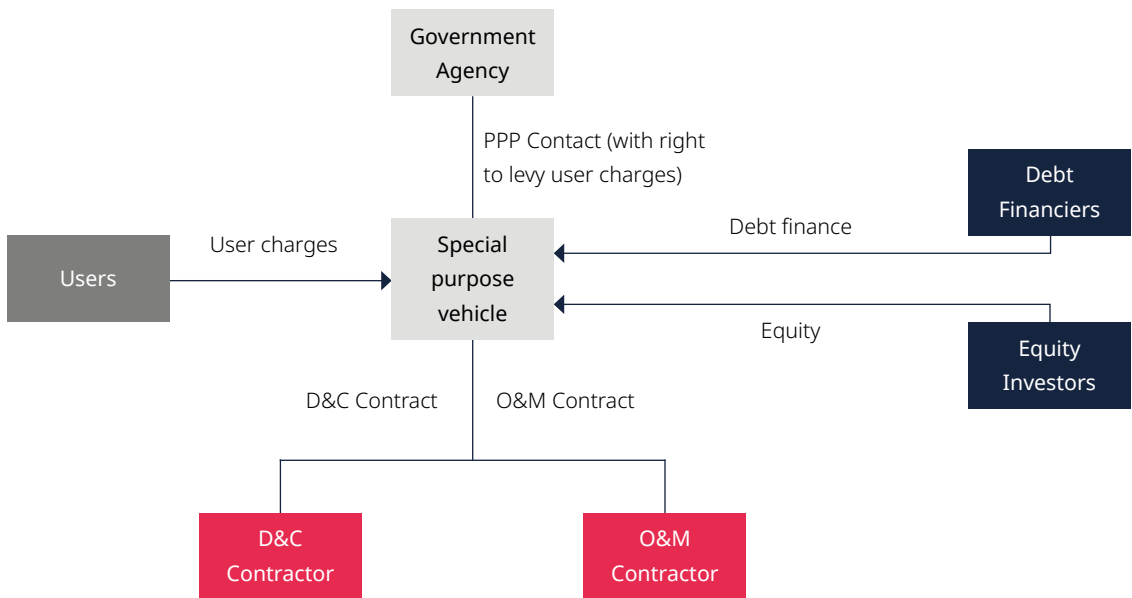 Government
Agency
PPP Contact (with right
to levy user charges)
Debt
Financiers
User charges
Debt finance
Users
Special
purpose
vehicle
Equity
Equity
Investors
D&C Contract
O&M Contract
D&C
Contractor
O&M
Contractor